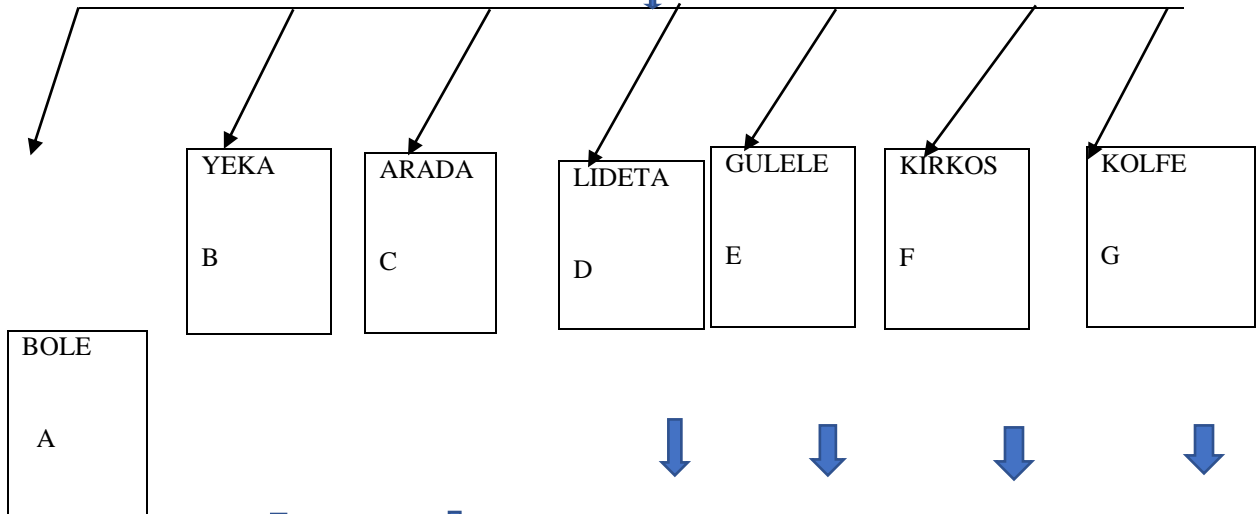 YEKA
B
ARADA
C
LIDETA
D
GULELE
E
KIRKOS
F
KOLFE
G
BOLE
A